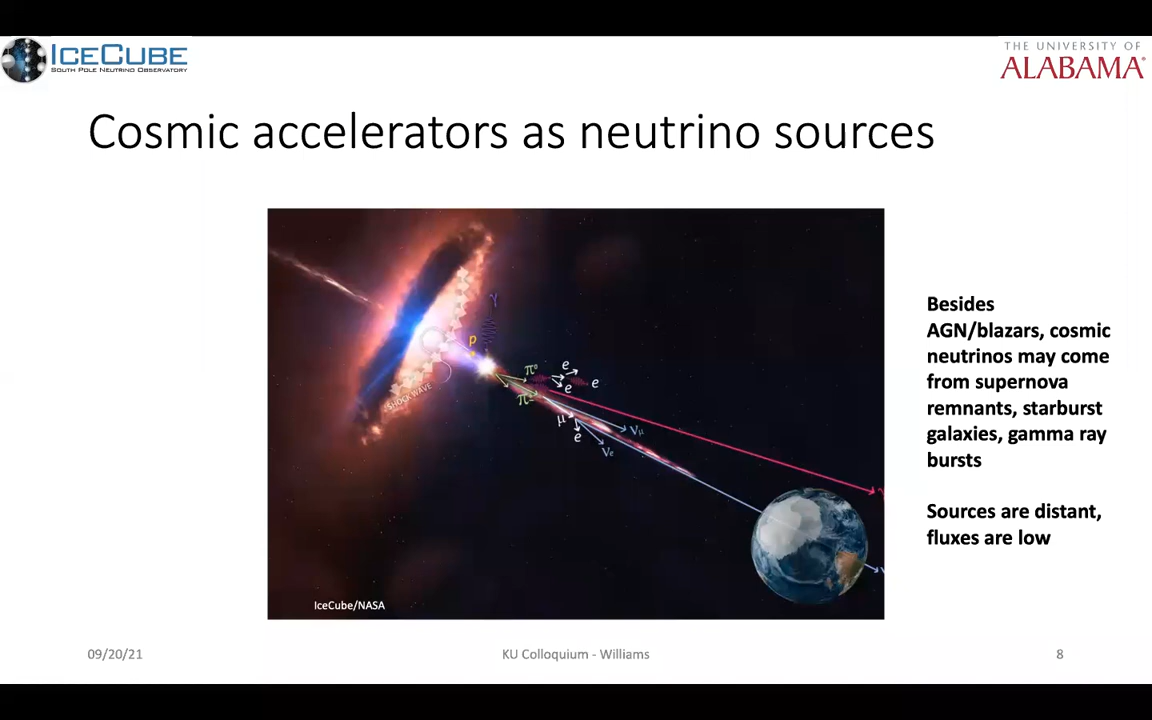 ICECUBE
SOUTH POLE NEUTRINO OBSERVATORY
THE UNIVERSITY OF
ALABAMA
Cosmic accelerators as neutrino sources
γ
p
SHOCK WAVE
π⁰
e
e
e
π±
μ
νμ
e
νe
γ
ν
IceCube/NASA
Besides
AGN/blazars, cosmic
neutrinos may come
from supernova
remnants, starburst
galaxies, gamma ray
bursts
Sources are distant,
fluxes are low
09/20/21
KU Colloquium - Williams
8